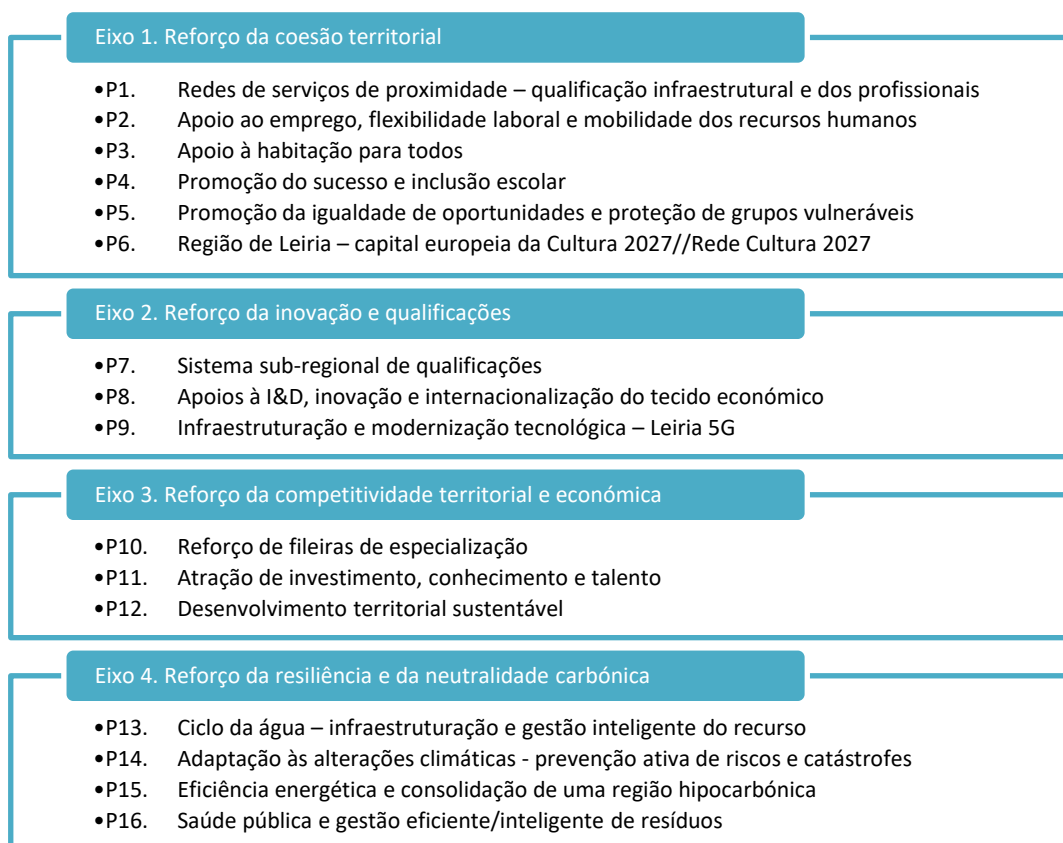 Eixo 1. Reforço da coesão territorial
•P1. Redes de serviços de proximidade – qualificação infraestrutural e dos profissionais
•P2. Apoio ao emprego, flexibilidade laboral e mobilidade dos recursos humanos
•P3. Apoio à habitação para todos
•P4. Promoção do sucesso e inclusão escolar
•P5. Promoção da igualdade de oportunidades e proteção de grupos vulneráveis
•P6. Região de Leiria – capital europeia da Cultura 2027//Rede Cultura 2027
Eixo 2. Reforço da inovação e qualificações
•P7. Sistema sub-regional de qualificações
•P8. Apoios à I&D, inovação e internacionalização do tecido económico
•P9. Infraestruturação e modernização tecnológica – Leiria 5G
Eixo 3. Reforço da competitividade territorial e económica
•P10. Reforço de fileiras de especialização
•P11. Atração de investimento, conhecimento e talento
•P12. Desenvolvimento territorial sustentável
Eixo 4. Reforço da resiliência e da neutralidade carbónica
•P13. Ciclo da água – infraestruturação e gestão inteligente do recurso
•P14. Adaptação às alterações climáticas - prevenção ativa de riscos e catástrofes
•P15. Eficiência energética e consolidação de uma região hipocarbónica
•P16. Saúde pública e gestão eficiente/inteligente de resíduos